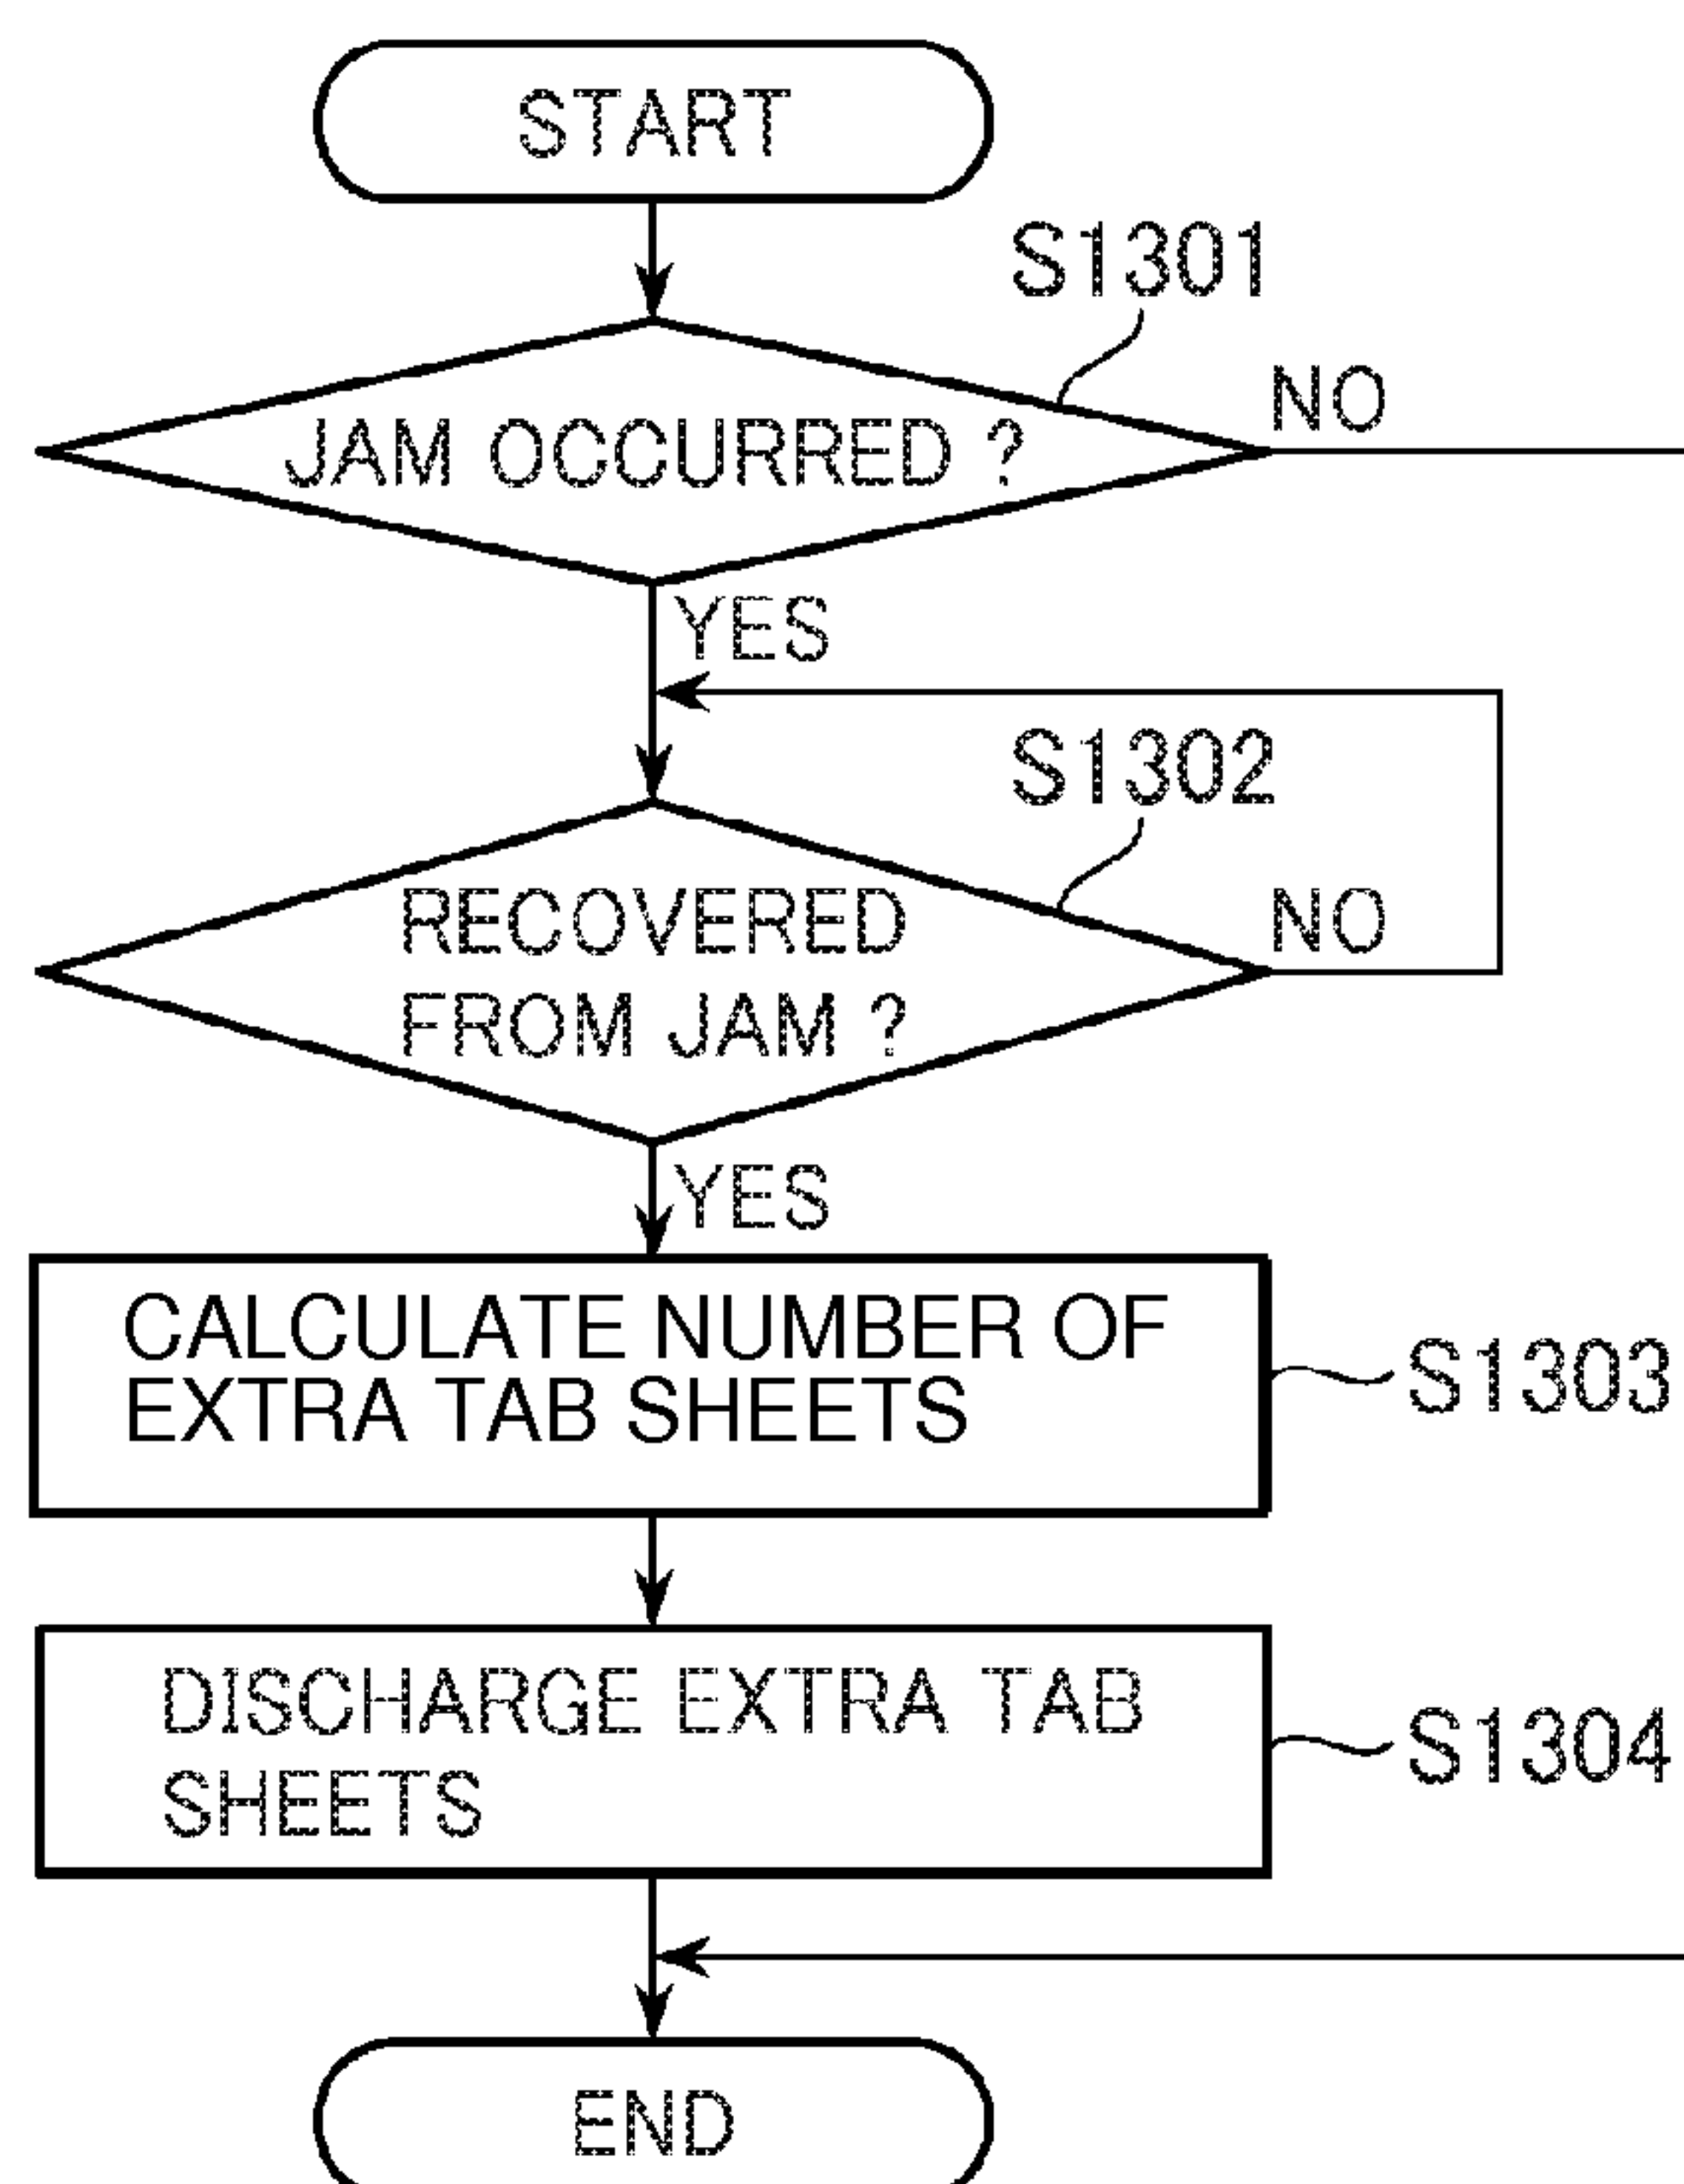 START
S1301
JAM OCCURRED ?
NO
YES
S1302
RECOVERED
FROM JAM ?
NO
YES
CALCULATE NUMBER OF
EXTRA TAB SHEETS
S1303
DISCHARGE EXTRA TAB
SHEETS
S1304
END